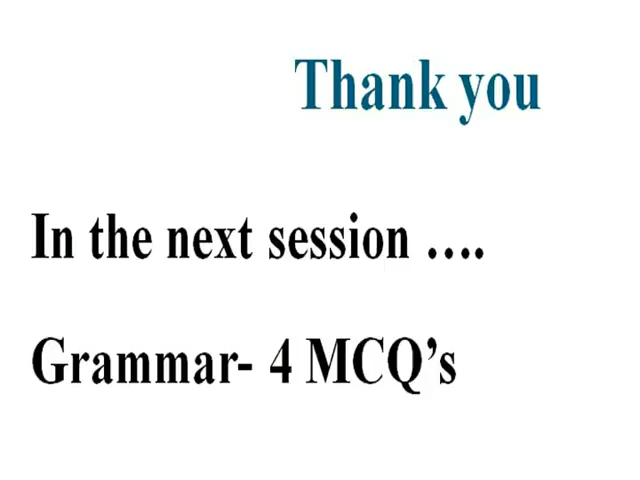 Thank you
In the next session ….
Grammar- 4 MCQ’s